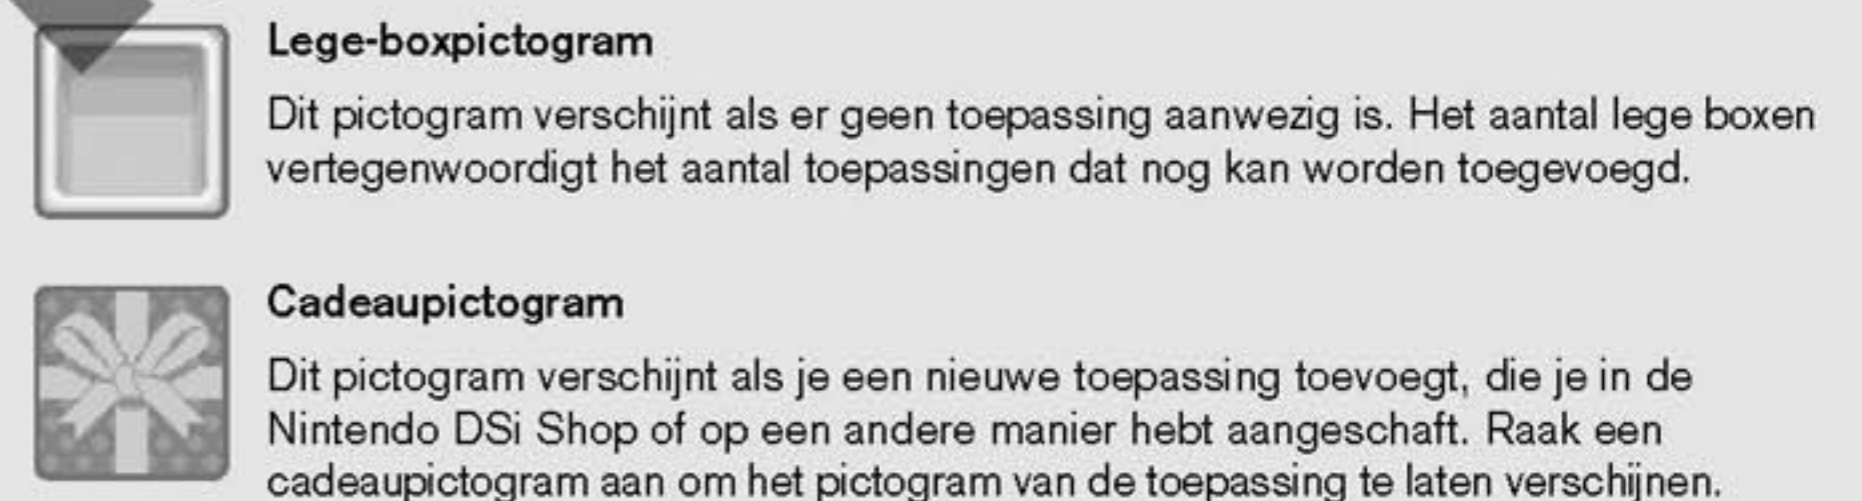 Lege-boxpictogram
Dit pictogram verschijnt als er geen toepassing aanwezig is. Het aantal lege boxen
vertegenwoordigt het aantal toepassingen dat nog kan worden toegevoegd.
Cadeaupictogram
Dit pictogram verschijnt als je een nieuwe toepassing toevoegt, die je in de
Nintendo DSi Shop of op een andere manier hebt aangeschaft. Raak een
cadeaupictogram aan om het pictogram van de toepassing te laten verschijnen.